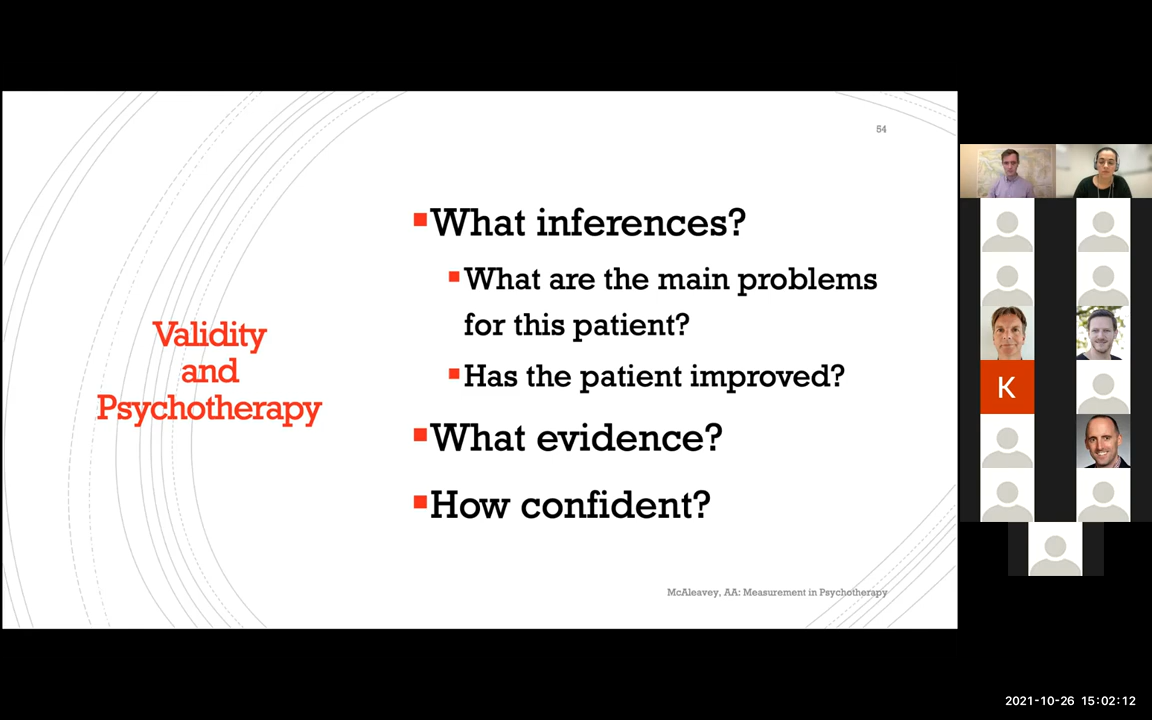 54
Validity
and
Psychotherapy
What inferences?
What are the main problems
for this patient?
Has the patient improved?
What evidence?
How confident?
McAleavey, AA: Measurement in Psychotherapy
K
2021-10-26 15:02:12